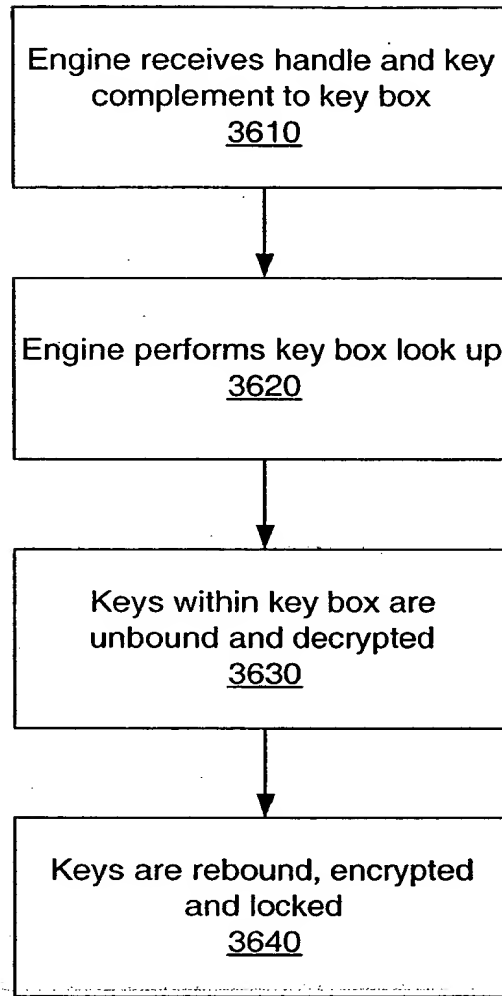 Engine receives handle and key
complement to key box
3610
Engine performs key box look up
3620
Keys within key box are
unbound and decrypted
3630
Keys are rebound, encrypted
and locked
3640